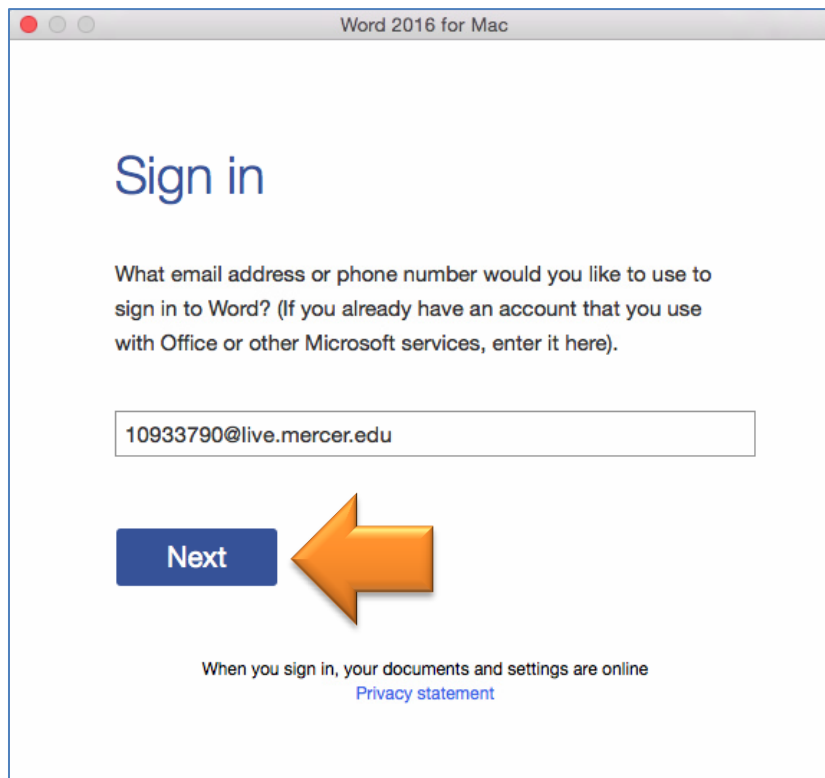 Word 2016 for Mac
Sign in
What email address or phone number would you like to use to
sign in to Word? (If you already have an account that you use
with Office or other Microsoft services, enter it here).
10933790@live.mercer.edu
Next
When you sign in, your documents and settings are online
Privacy statement